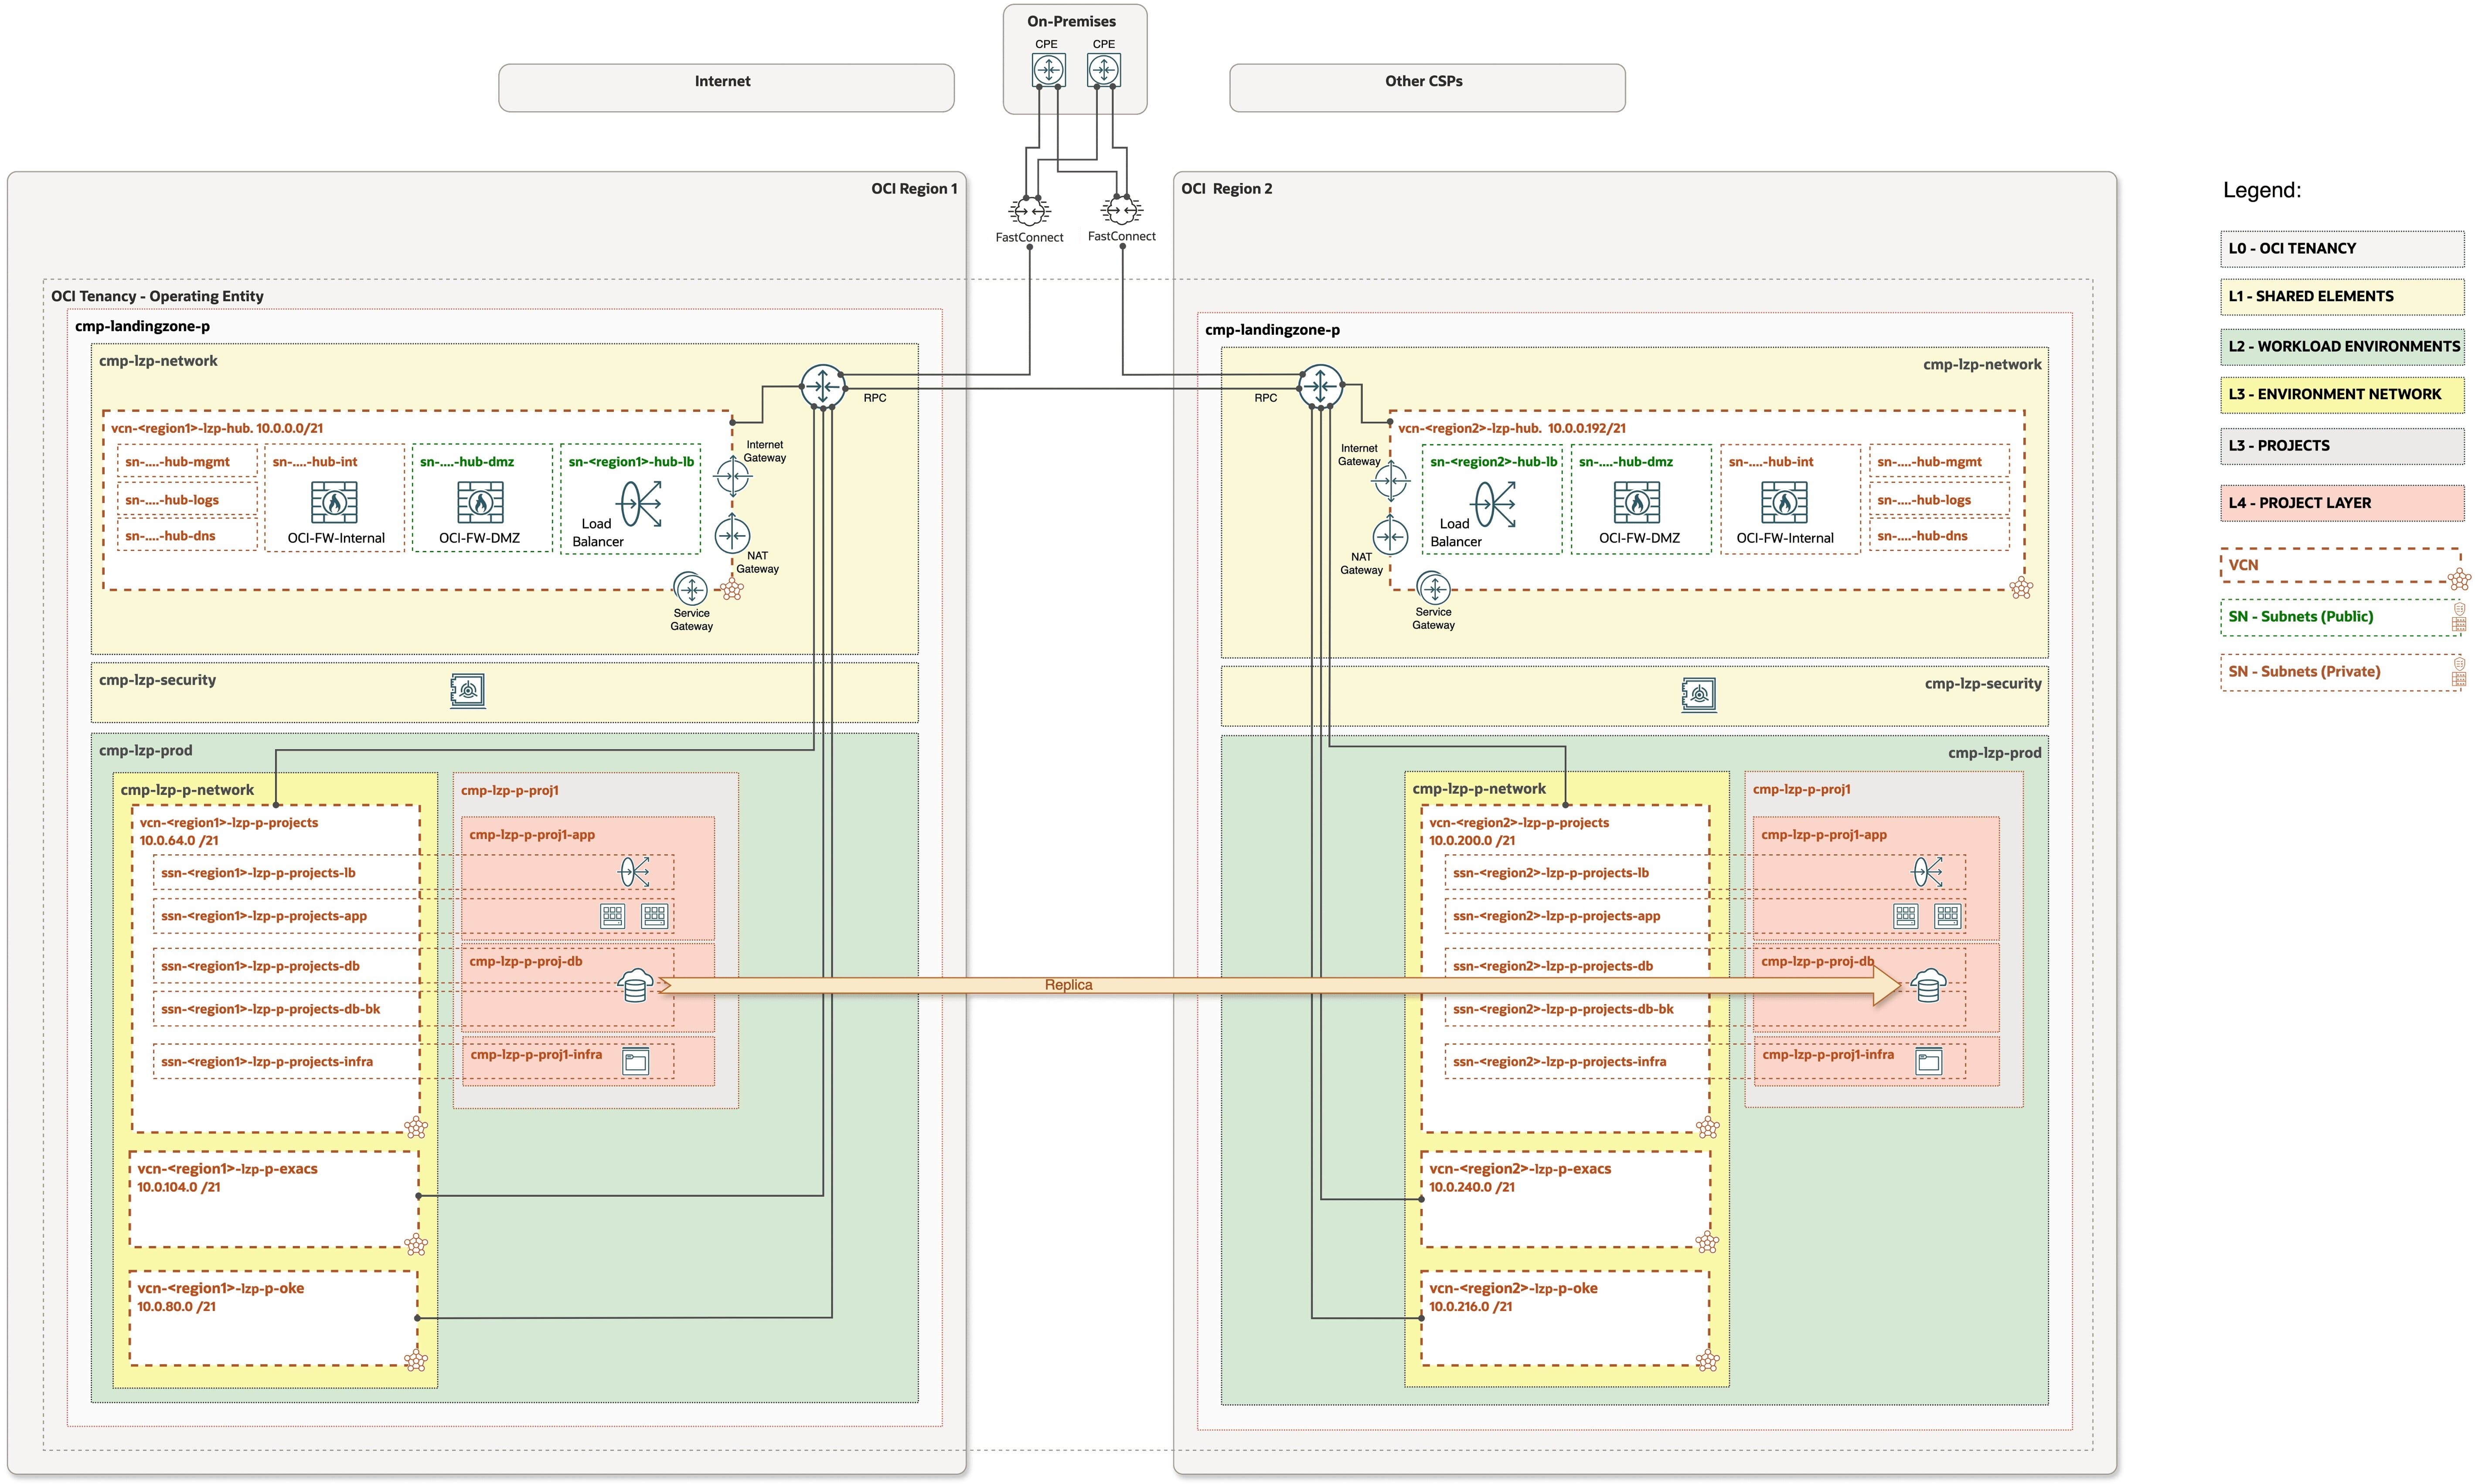 On-Premises
CPE
CPE
Internet
Other CSPs
FastConnect
FastConnect
OCI Region 1
OCI Tenancy - Operating Entity
cmp-landingzone-p
cmp-lzp-network
RPC
vcn-<region1>-lzp-hub. 10.0.0.0/21
sn-....-hub-mgmt
sn-....-hub-logs
sn-....-hub-dns
sn-....-hub-int
OCI-FW-Internal
sn-....-hub-dmz
OCI-FW-DMZ
sn-<region1>-hub-lb
Load
Balancer
Internet
Gateway
NAT
Gateway
Service
Gateway
cmp-lzp-security
cmp-lzp-prod
cmp-lzp-p-network
vcn-<region1>-lzp-p-projects
10.0.64.0 /21
ssn-<region1>-lzp-p-projects-lb
ssn-<region1>-lzp-p-projects-app
ssn-<region1>-lzp-p-projects-db
ssn-<region1>-lzp-p-projects-db-bk
ssn-<region1>-lzp-p-projects-infra
cmp-lzp-p-proj1
cmp-lzp-p-proj1-app
cmp-lzp-p-proj-db
cmp-lzp-p-proj1-infra
vcn-<region1>-lzp-p-exacs
10.0.104.0 /21
vcn-<region1>-lzp-p-oke
10.0.80.0 /21
Replica
OCI  Region 2
cmp-landingzone-p
cmp-lzp-network
RPC
vcn-<region2>-lzp-hub.  10.0.0.192/21
Internet
Gateway
NAT
Gateway
Service
Gateway
sn-<region2>-hub-lb
Load
Balancer
sn-....-hub-dmz
OCI-FW-DMZ
sn-....-hub-int
OCI-FW-Internal
sn-....-hub-mgmt
sn-....-hub-logs
sn-....-hub-dns
cmp-lzp-security
cmp-lzp-prod
cmp-lzp-p-network
vcn-<region2>-lzp-p-projects
10.0.200.0 /21
ssn-<region2>-lzp-p-projects-lb
ssn-<region2>-lzp-p-projects-app
ssn-<region2>-lzp-p-projects-db
ssn-<region2>-lzp-p-projects-db-bk
ssn-<region2>-lzp-p-projects-infra
cmp-lzp-p-proj1
cmp-lzp-p-proj1-app
cmp-lzp-p-proj-db
cmp-lzp-p-proj1-infra
vcn-<region2>-lzp-p-exacs
10.0.240.0 /21
vcn-<region2>-lzp-p-oke
10.0.216.0 /21
Legend:
L0 - OCI TENANCY
L1 - SHARED ELEMENTS
L2 - WORKLOAD ENVIRONMENTS
L3 - ENVIRONMENT NETWORK
L3 - PROJECTS
L4 - PROJECT LAYER
VCN
SN - Subnets (Public)
SN - Subnets (Private)